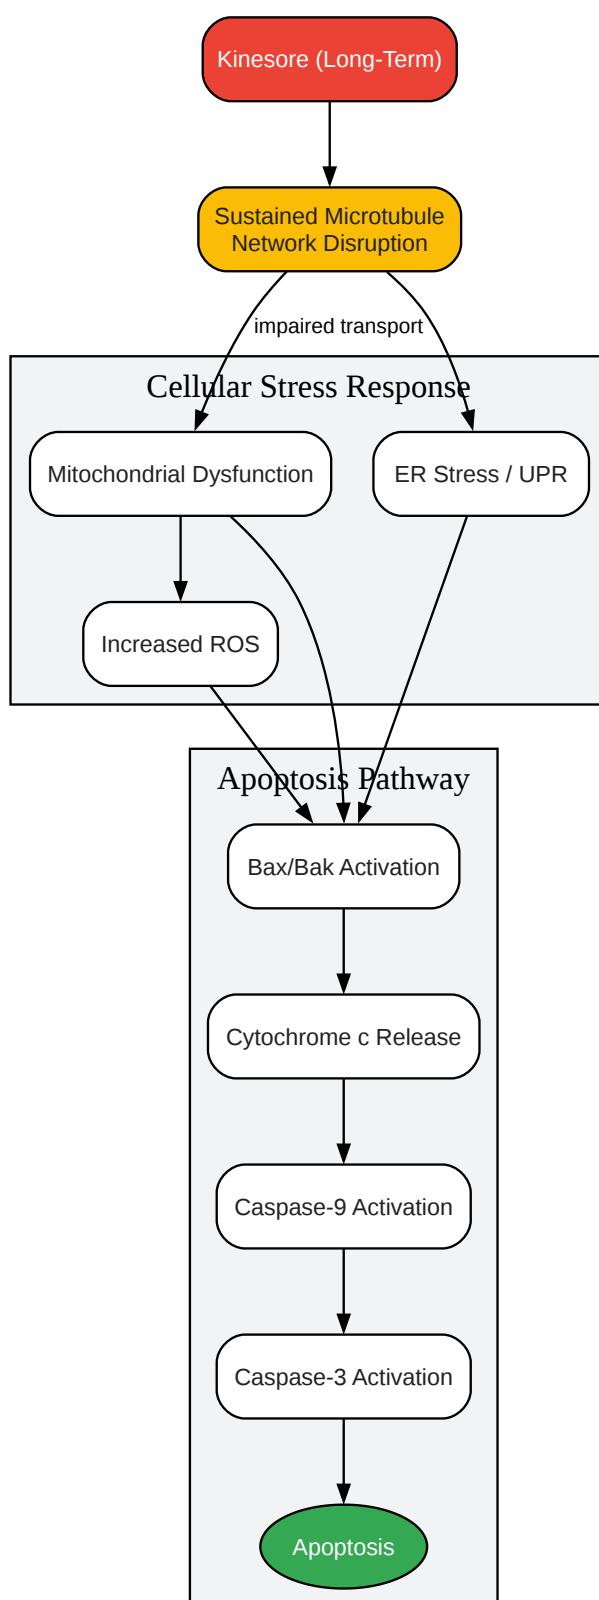 Kinesore (Long-Term)
Sustained Microtubule
Network Disruption
impaired transport
Cellular Stress Response
Mitochondrial Dysfunction
ER Stress / UPR
Increased ROS
Apoptosis Pathway
Bax/Bak Activation
Cytochrome c Release
Caspase-9 Activation
Caspase-3 Activation
Apoptosis